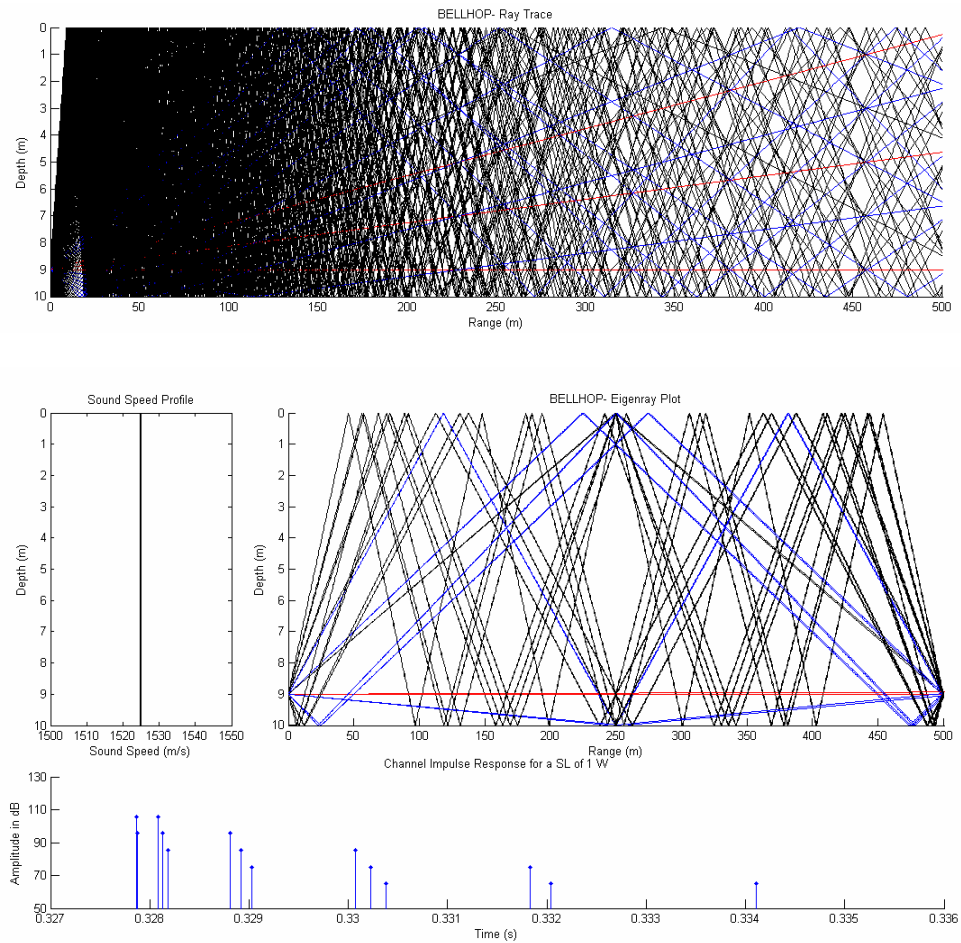 BELLHOP- Ray Trace
0
1
2
3
4
5
6
7
8
9
10
Depth (m)
0 50 100 150 200 250 300 350 400 450 500
Range (m)
Sound Speed Profile
0
1
2
3
4
5
6
7
8
9
10
Depth (m)
1500 1510 1520 1530 1540 1550
Sound Speed (m/s)
BELLHOP- Eigenray Plot
0
1
2
3
4
5
6
7
8
9
10
Depth (m)
0 50 100 150 200 250 300 350 400 450 500
Range (m)
Channel Impulse Response for a SL of 1 W
130
110
90
70
50
Amplitude in dB
0.327 0.328 0.329 0.33 0.331 0.332 0.333 0.334 0.335 0.336
Time (s)